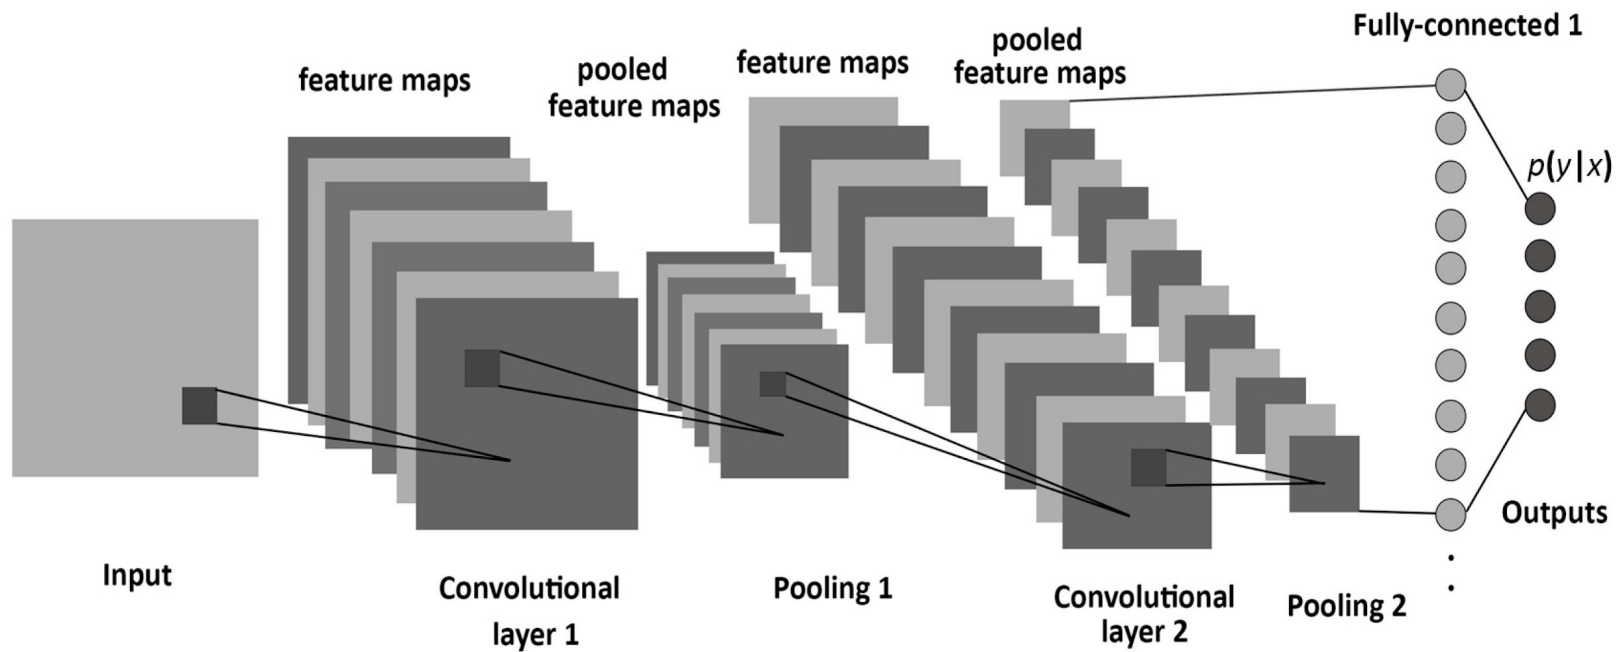 feature maps
pooled
feature maps
feature maps
pooled
feature maps
Fully-connected 1
p(y|x)
Outputs
Input
Convolutional
layer 1
Pooling 1
Convolutional
layer 2
Pooling 2